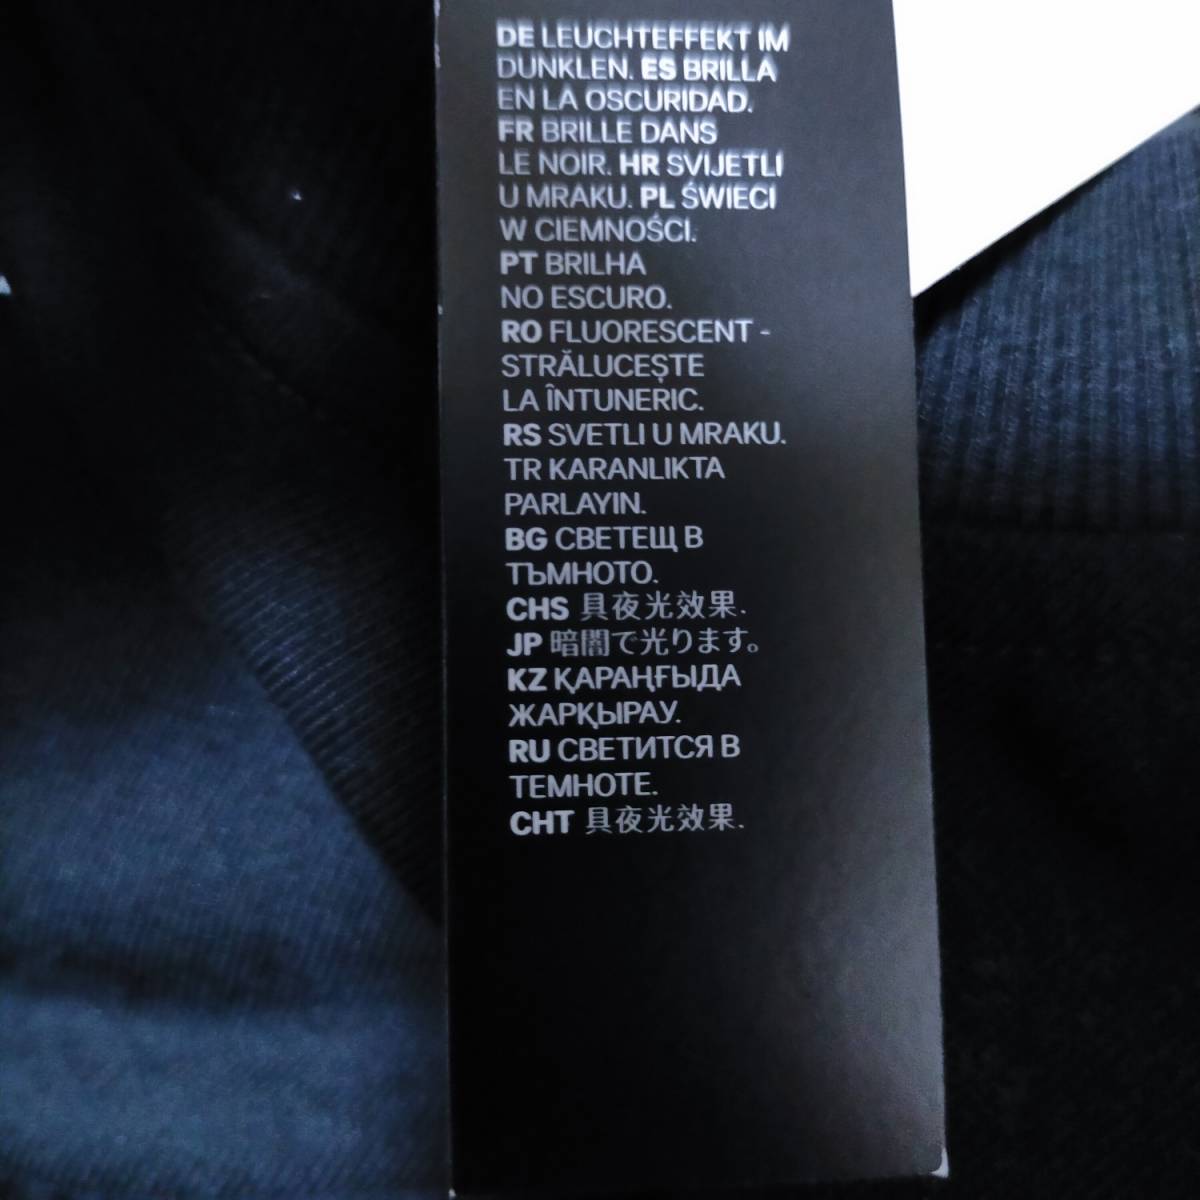 DE LEUCHTEFFEKT IM
DUNKLEN. ES BRILLA
EN LA OSCURIDAD.
FR BRILLE DANS
LE NOIR. HR SVIJETLI
U MRAKU. PL ŚWIECI
W CIEMNOŚCI.
PT BRILHA
NO ESCURO.
RO FLUORESCENT -
STRĂLUCEȘTE
LA ÎNTUNERIC.
RS SVETLI U MRAKU.
TR KARANLIKTA
PARLAYIN.
BG СВЕТЕЩ В
ТЪМНОТО.
CHS 具夜光效果.
JP 暗闇で光ります。
KZ ҚАРАҢҒЫДА
ЖАРҚЫРАУ.
RU СВЕТИТСЯ В
ТЕМНОТЕ.
CHT 具夜光效果.